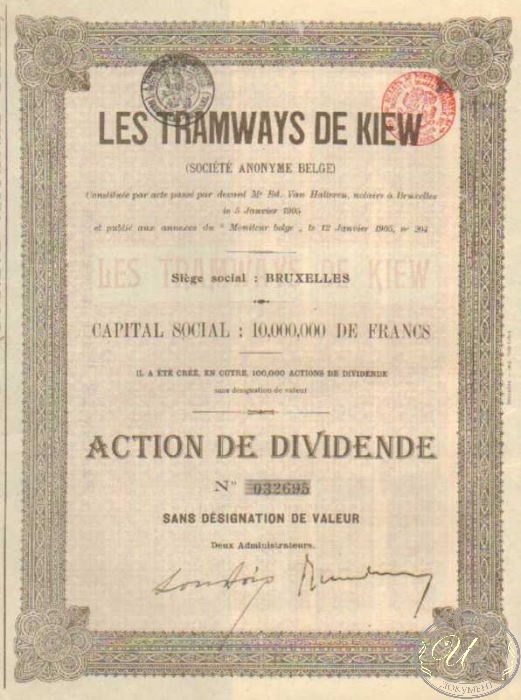 LES TRAMWAYS DE KIEW
(SOCIÉTÉ ANONYME BELGE)
Constituée par acte passé par devant Me Ed. Van Halteren, notaire à Bruxelles
le 5 Janvier 1905
et publié aux annexes du " Moniteur belge ", le 12 Janvier 1905, no 304
LES TRAMWAYS DE KIEW
Siège social : BRUXELLES
CAPITAL SOCIAL : 10,000,000 DE FRANCS
IL A ÉTÉ CRÉÉ, EN OUTRE, 100,000 ACTIONS DE DIVIDENDE
sans désignation de valeur
ACTION DE DIVIDENDE
No 032695
SANS DÉSIGNATION DE VALEUR
Deux Administrateurs.
ДОКУМЕНТ